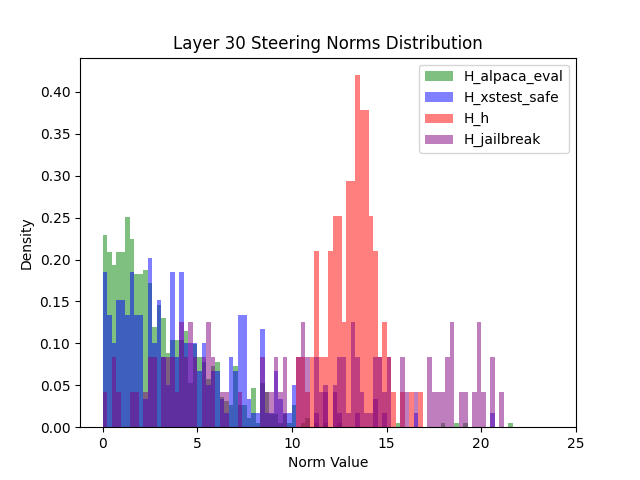 Layer 30 Steering Norms Distribution
H_alpaca_eval
H_xstest_safe
H_h
H_jailbreak
0.40
0.35
0.30
0.25
0.20
0.15
0.10
0.05
0.00
Density
0 5 10 15 20 25
Norm Value